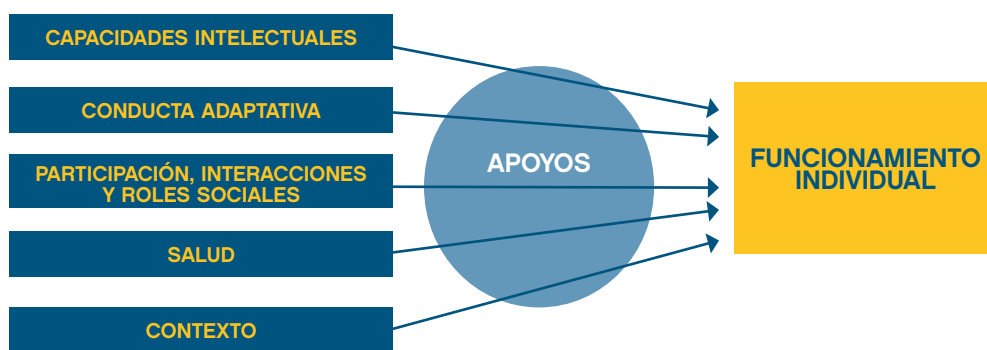 CAPACIDADES INTELECTUALES
CONDUCTA ADAPTATIVA
PARTICIPACIÓN, INTERACCIONES
Y ROLES SOCIALES
SALUD
CONTEXTO
APOYOS
FUNCIONAMIENTO
INDIVIDUAL